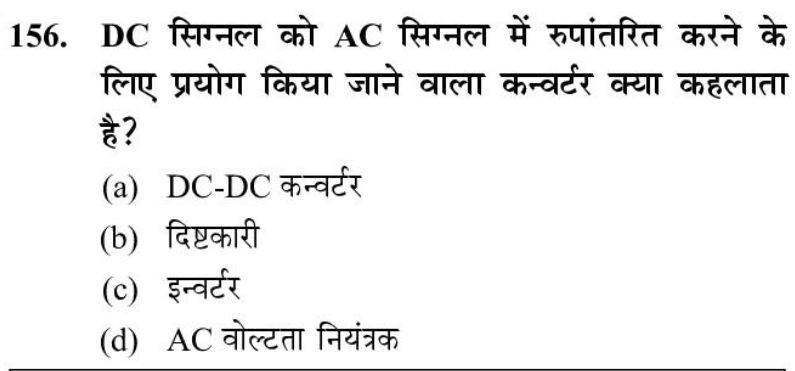 156. DC सिग्नल को AC सिग्नल में रुपांतरित करने के
लिए प्रयोग किया जाने वाला कन्वर्टर क्या कहलाता
है?
(a) DC-DC कन्वर्टर
(b) दिष्टकारी
(c) इन्वर्टर
(d) AC वोल्टता नियंत्रक